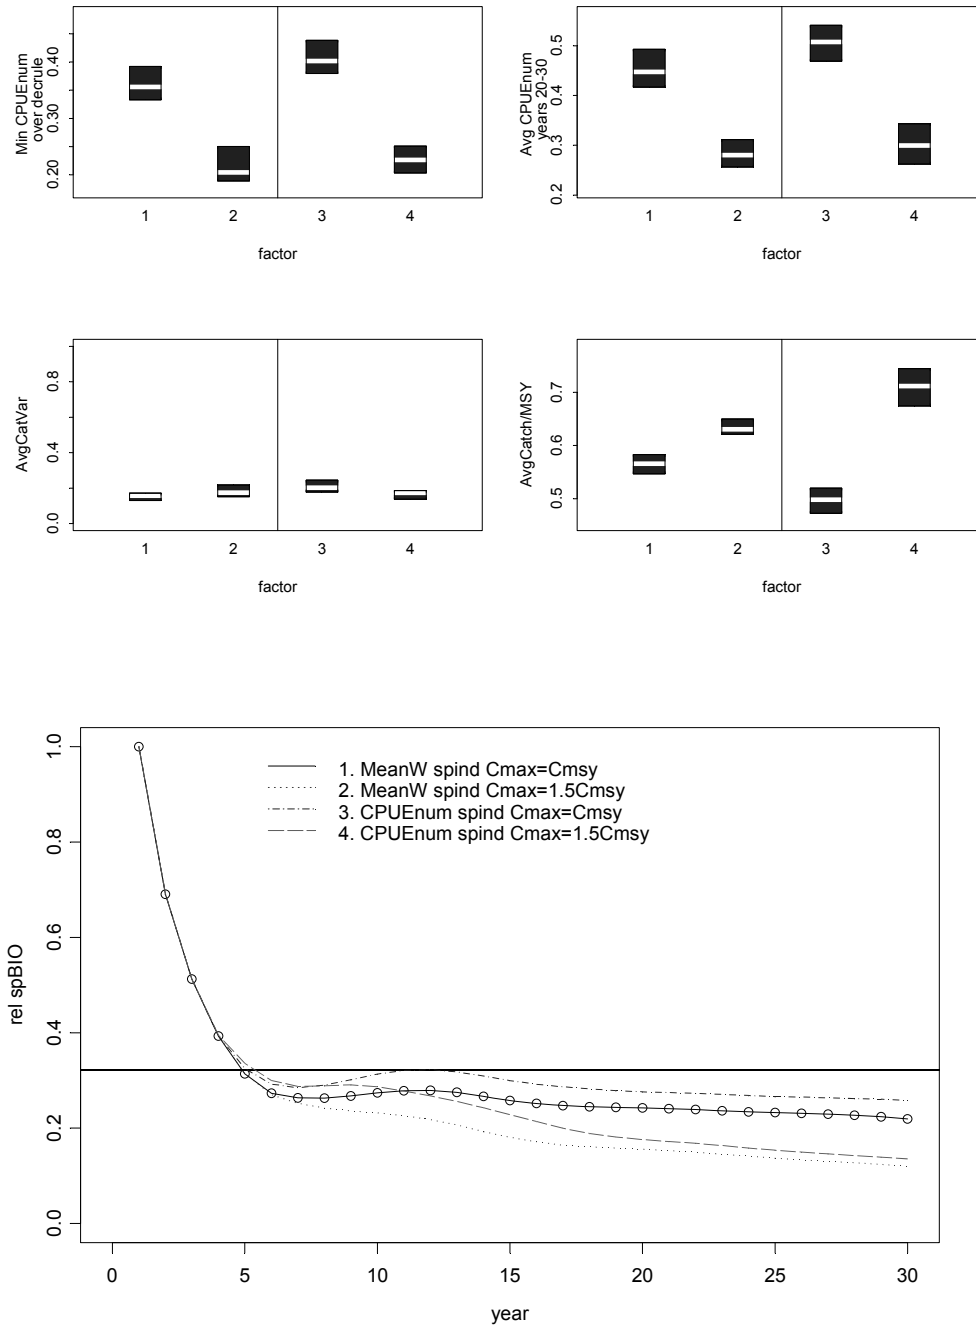 Min CPUEnum
over decrule
0.20 0.30 0.40
1 2 3 4
factor
Avg CPUEnum
years 20-30
0.2 0.3 0.4 0.5
1 2 3 4
factor
AvgCatVar
0.0 0.4 0.8
1 2 3 4
factor
AvgCatch/MSY
0.5 0.6 0.7
1 2 3 4
factor
rel spBIO
0.0 0.2 0.4 0.6 0.8 1.0
1. MeanW spind Cmax=Cmsy
2. MeanW spind Cmax=1.5Cmsy
3. CPUEnum spind Cmax=Cmsy
4. CPUEnum spind Cmax=1.5Cmsy
0 5 10 15 20 25 30
year